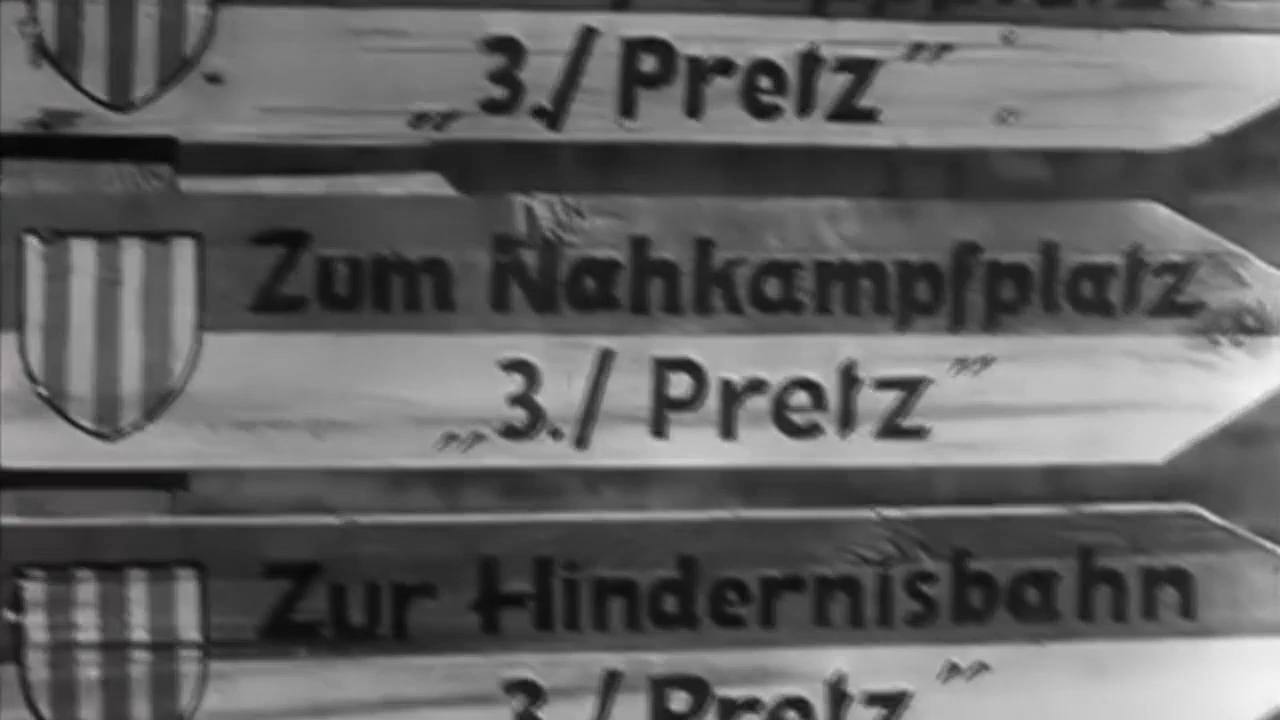 „3./Pretz”
Zum Nahkampfplatz
„3./Pretz”
Zur Hindernisbahn
3./Pretz”